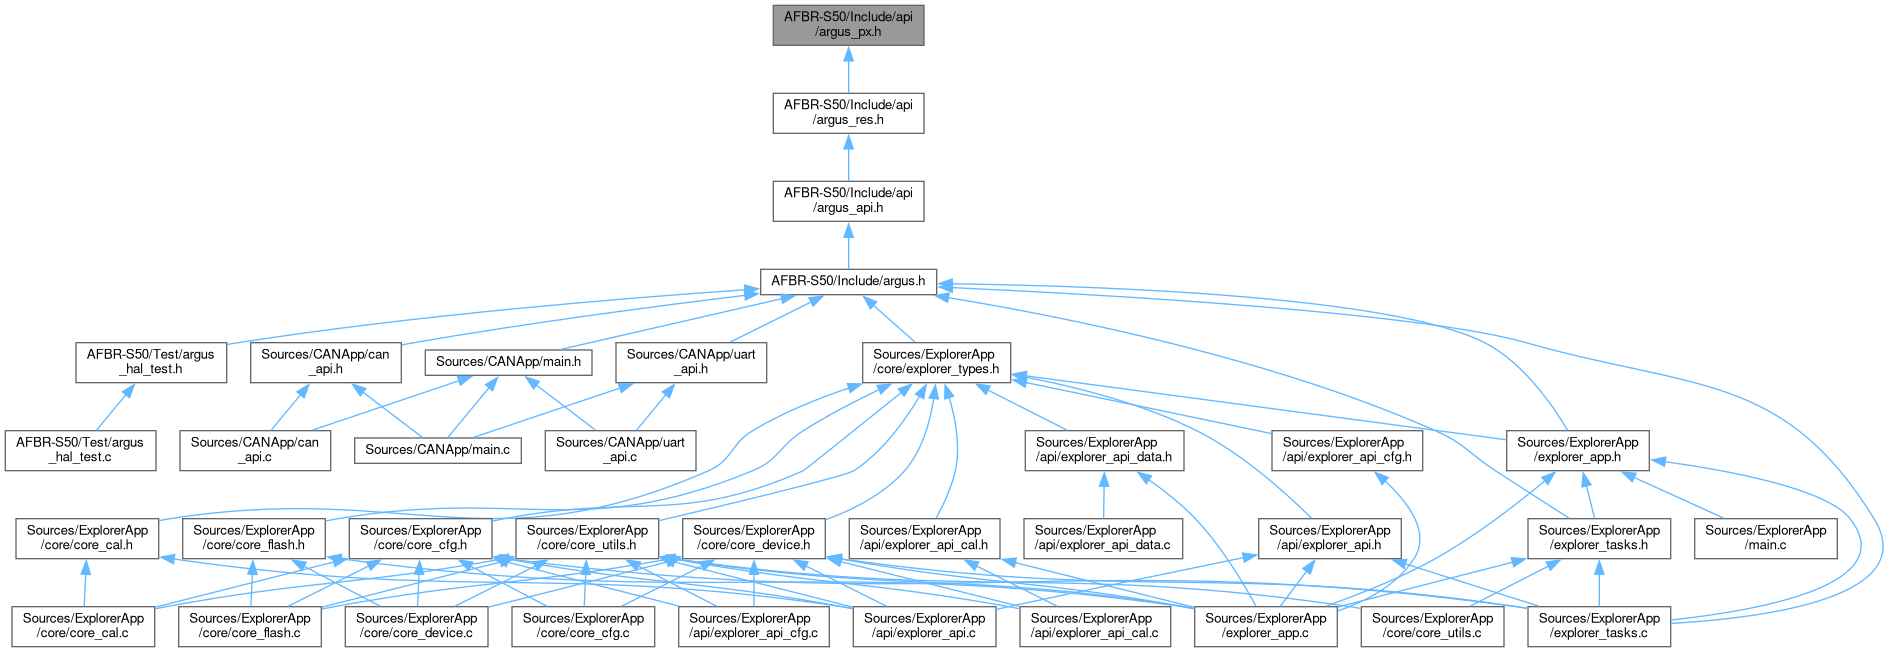 AFBR-S50/Include/api
/argus_px.h
AFBR-S50/Include/api
/argus_res.h
AFBR-S50/Include/api
/argus_api.h
AFBR-S50/Include/argus.h
AFBR-S50/Test/argus
_hal_test.h
Sources/CANApp/can
_api.h
Sources/CANApp/main.h
Sources/CANApp/uart
_api.h
Sources/ExplorerApp
/core/explorer_types.h
AFBR-S50/Test/argus
_hal_test.c
Sources/CANApp/can
_api.c
Sources/CANApp/main.c
Sources/CANApp/uart
_api.c
Sources/ExplorerApp
/api/explorer_api_data.h
Sources/ExplorerApp
/api/explorer_api_cfg.h
Sources/ExplorerApp
/explorer_app.h
Sources/ExplorerApp
/core/core_cal.h
Sources/ExplorerApp
/core/core_flash.h
Sources/ExplorerApp
/core/core_cfg.h
Sources/ExplorerApp
/core/core_utils.h
Sources/ExplorerApp
/core/core_device.h
Sources/ExplorerApp
/api/explorer_api_cal.h
Sources/ExplorerApp
/api/explorer_api_data.c
Sources/ExplorerApp
/api/explorer_api.h
Sources/ExplorerApp
/explorer_tasks.h
Sources/ExplorerApp
/main.c
Sources/ExplorerApp
/core/core_cal.c
Sources/ExplorerApp
/core/core_flash.c
Sources/ExplorerApp
/core/core_device.c
Sources/ExplorerApp
/core/core_cfg.c
Sources/ExplorerApp
/api/explorer_api_cfg.c
Sources/ExplorerApp
/api/explorer_api.c
Sources/ExplorerApp
/api/explorer_api_cal.c
Sources/ExplorerApp
/explorer_app.c
Sources/ExplorerApp
/core/core_utils.c
Sources/ExplorerApp
/explorer_tasks.c